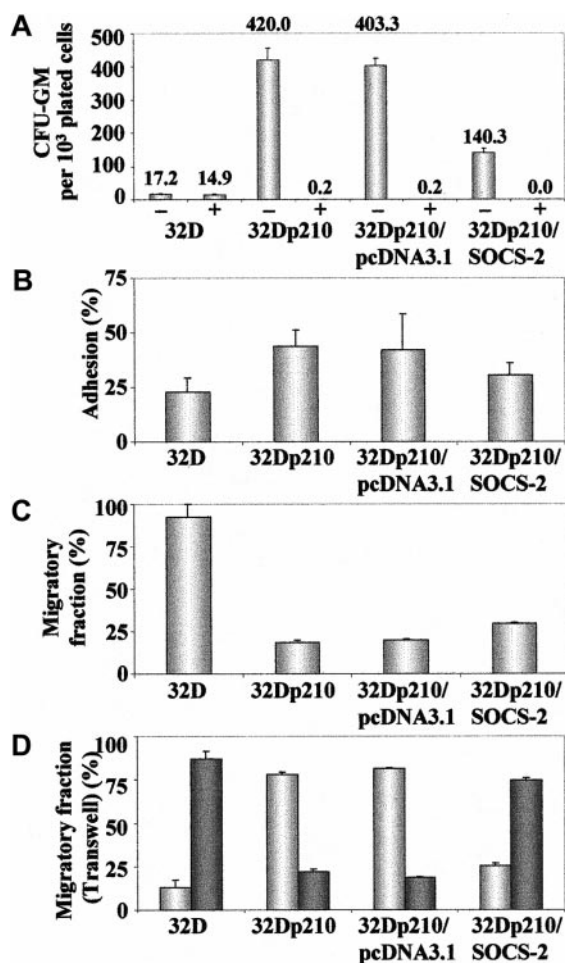 A
CFU-GM
per 10³ plated cells
500
400
300
200
100
0
17.2
14.9
420.0
0.2
403.3
0.2
140.3
0.0
– + – + – + – +
32D 32Dp210 32Dp210/ 32Dp210/
pcDNA3.1 SOCS-2
B
Adhesion (%)
75
50
25
0
32D 32Dp210 32Dp210/ 32Dp210/
pcDNA3.1 SOCS-2
C
Migratory
fraction (%)
100
75
50
25
0
32D 32Dp210 32Dp210/ 32Dp210/
pcDNA3.1 SOCS-2
D
Migratory fraction
(Transwell) (%)
100
75
50
25
0
32D 32Dp210 32Dp210/ 32Dp210/
pcDNA3.1 SOCS-2